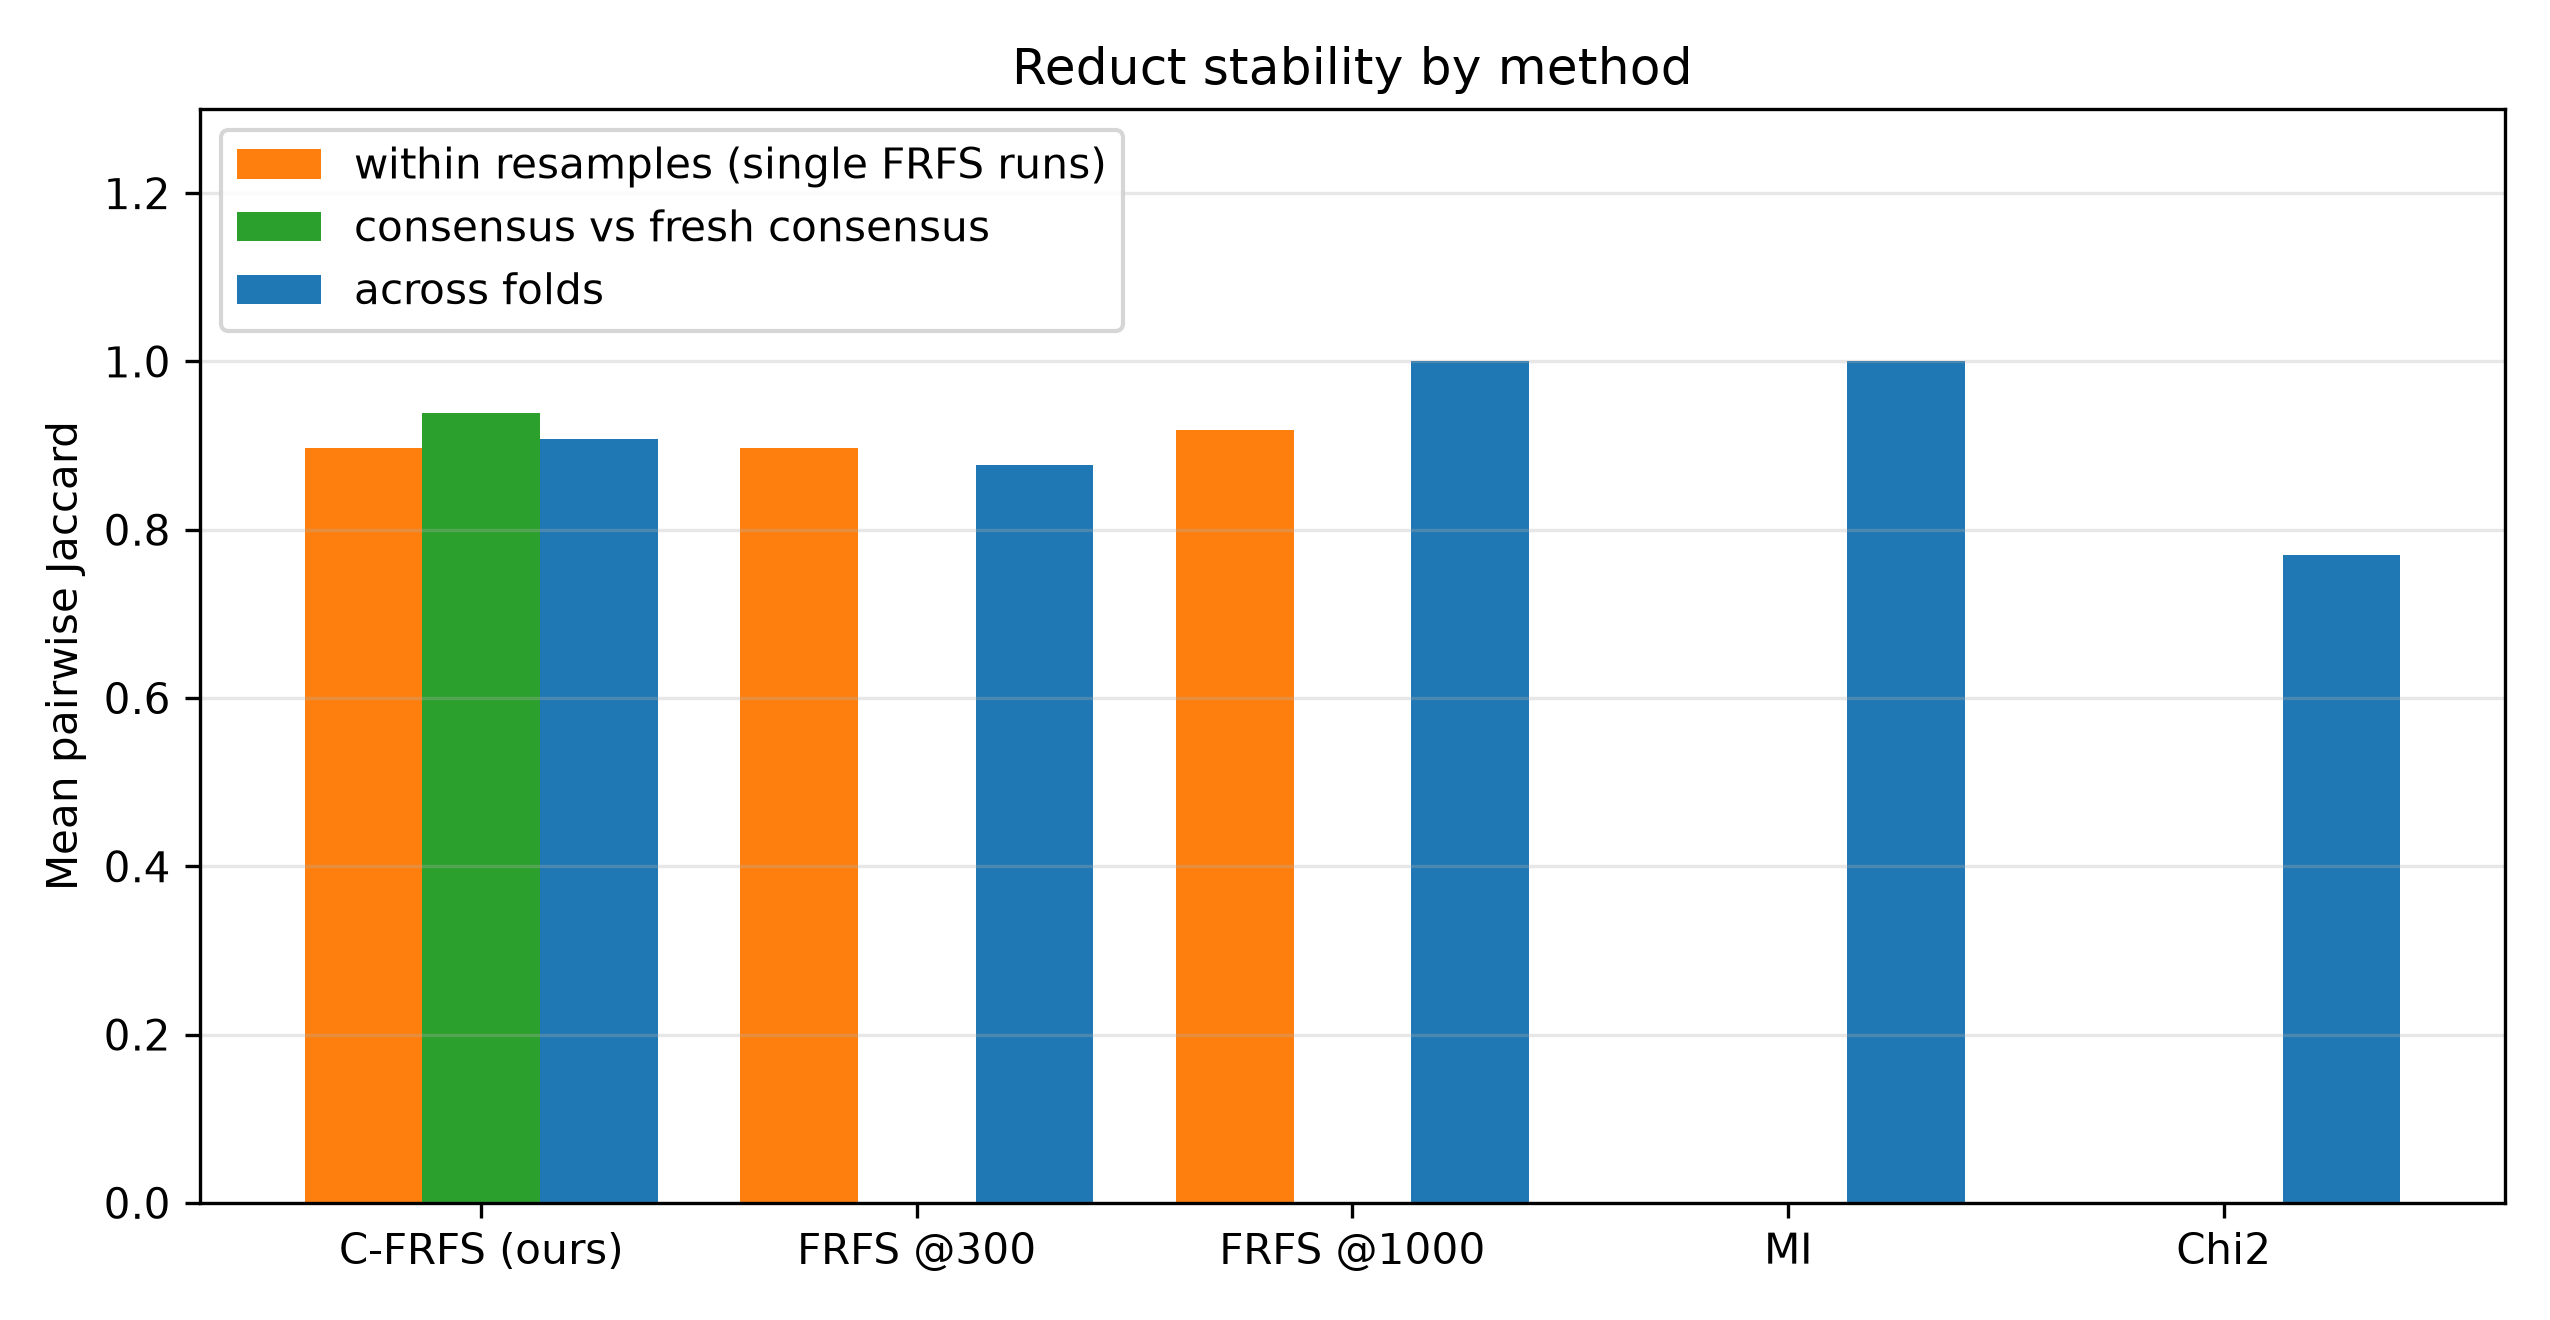 Reduct stability by method
within resamples (single FRFS runs)
consensus vs fresh consensus
across folds
Mean pairwise Jaccard
1.2
1.0
0.8
0.6
0.4
0.2
0.0
C-FRFS (ours) FRFS @300 FRFS @1000 MI Chi2